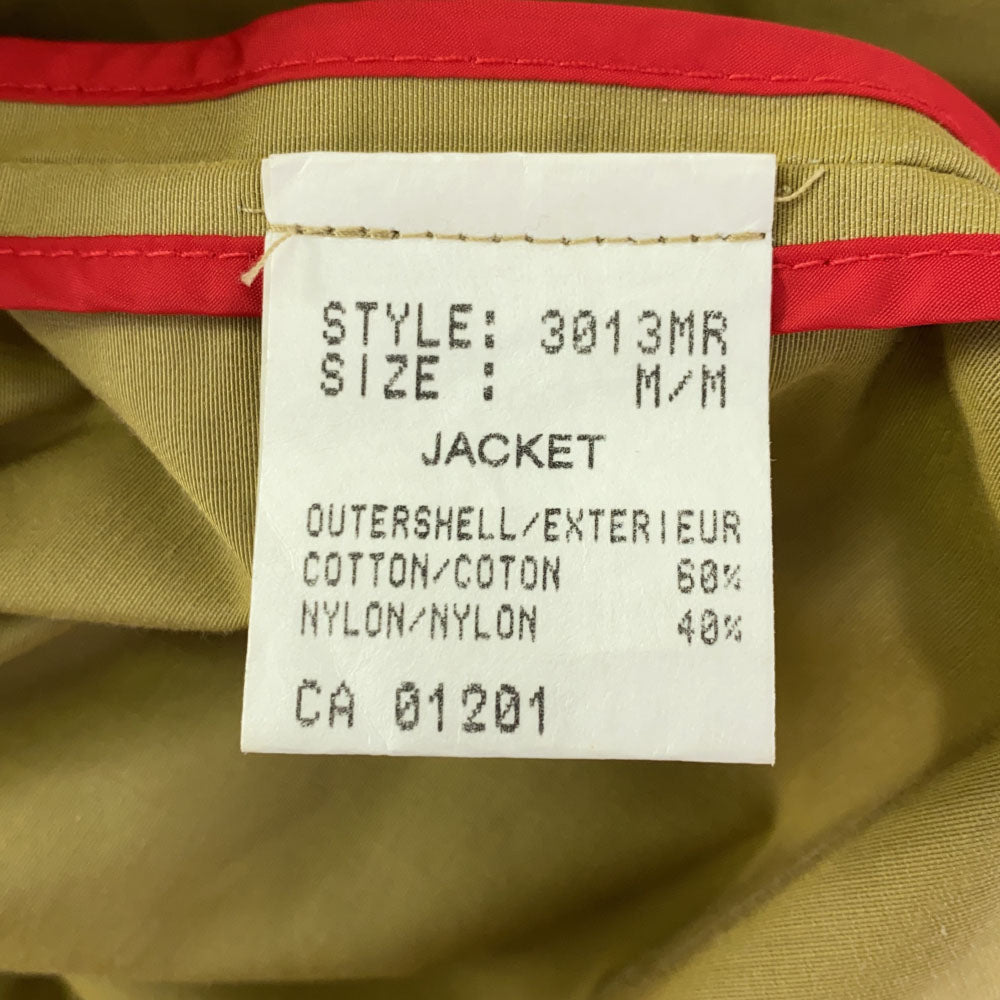 STYLE: 3013MR
SIZE : M/M
JACKET
OUTERSHELL/EXTERIEUR
COTTON/COTON 60%
NYLON/NYLON 40%
CA 01201